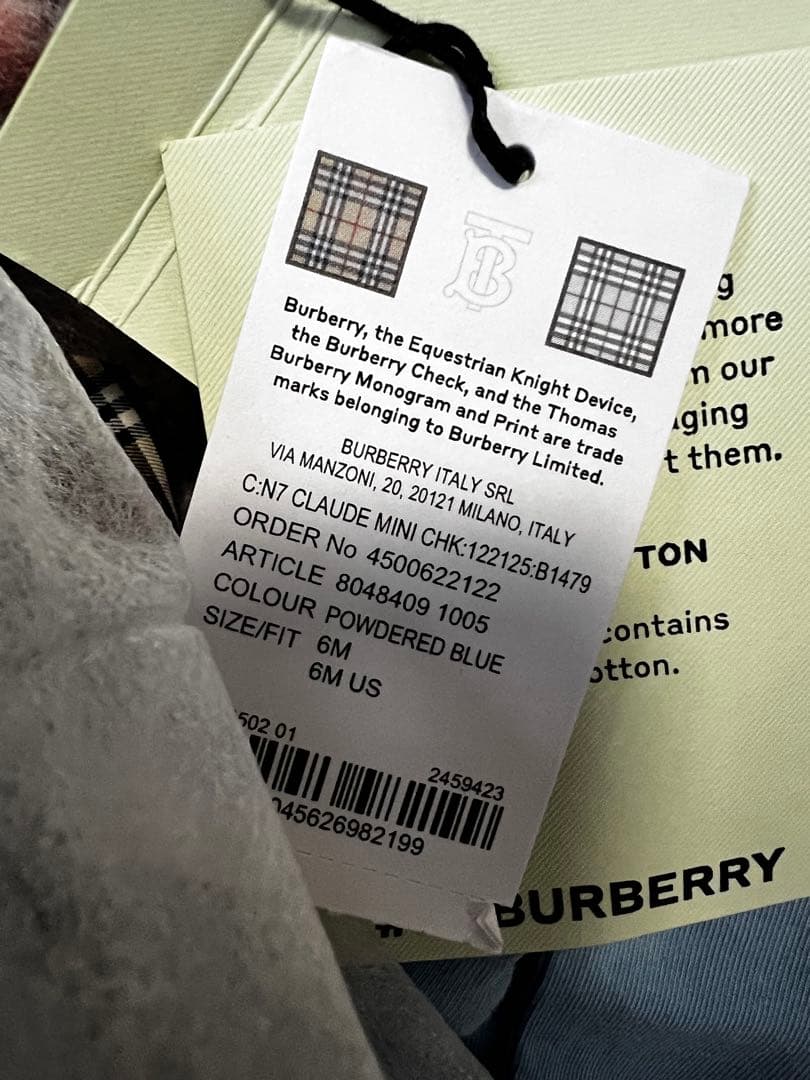 Burberry, the Equestrian Knight Device,
the Burberry Check, and the Thomas
Burberry Monogram and Print are trade
marks belonging to Burberry Limited.
BURBERRY ITALY SRL
VIA MANZONI, 20, 20121 MILANO, ITALY
C:N7 CLAUDE MINI CHK:122125:B1479
ORDER No 4500622122
ARTICLE 8048409 1005
COLOUR POWDERED BLUE
SIZE/FIT 6M
6M US
502 01
2459423
045626982199
more
our
them.
contains
BURBERRY